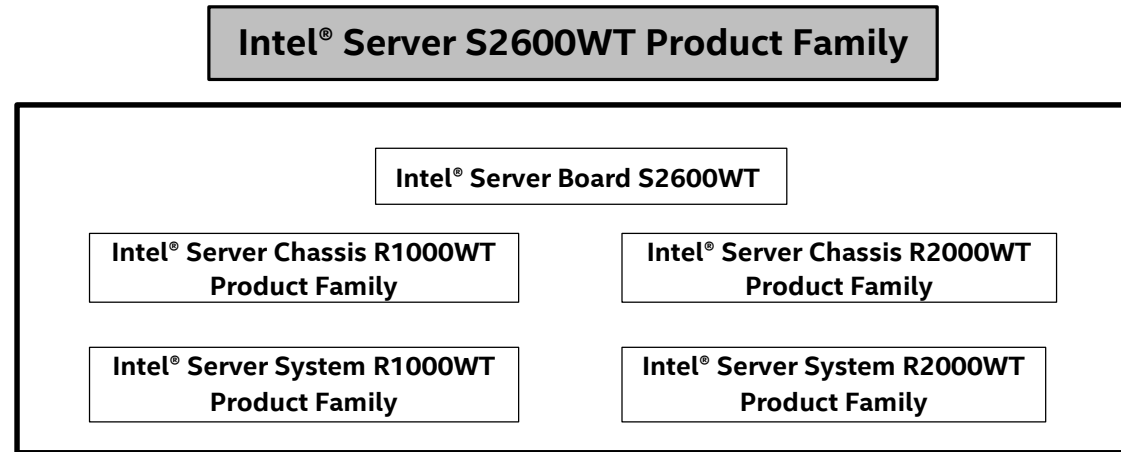 Intel® Server S2600WT Product Family
Intel® Server Board S2600WT
Intel® Server Chassis R1000WT
Product Family
Intel® Server Chassis R2000WT
Product Family
Intel® Server System R1000WT
Product Family
Intel® Server System R2000WT
Product Family